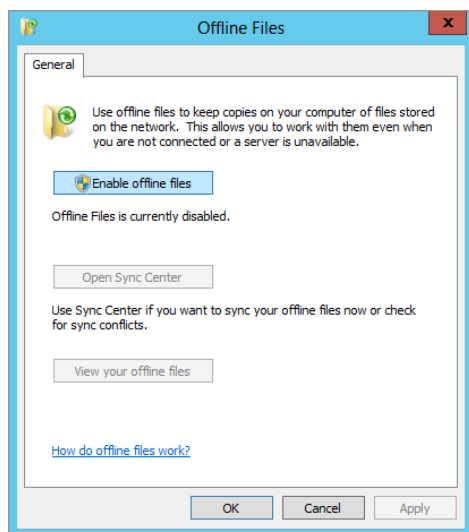 Offline Files
x
General
Use offline files to keep copies on your computer of files stored
on the network. This allows you to work with them even when
you are not connected or a server is unavailable.
Enable offline files
Offline Files is currently disabled.
Open Sync Center
Use Sync Center if you want to sync your offline files now or check
for sync conflicts.
View your offline files
How do offline files work?
OK Cancel Apply